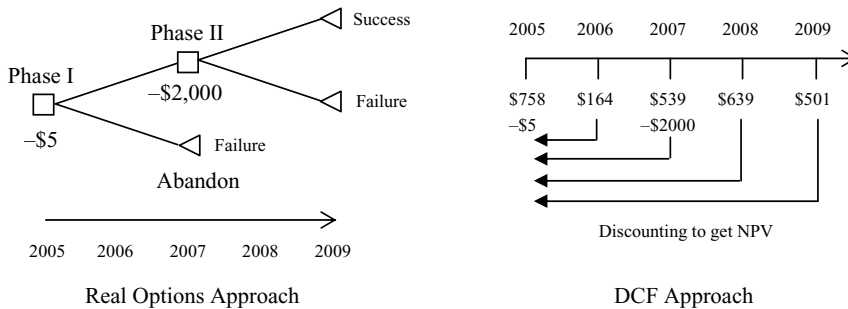 Success
Phase II
Phase I
–$2,000
Failure
–$5
Failure
Abandon
2005 2006 2007 2008 2009
Real Options Approach
2005 2006 2007 2008 2009
$758 $164 $539 $639 $501
–$5 –$2000
Discounting to get NPV
DCF Approach